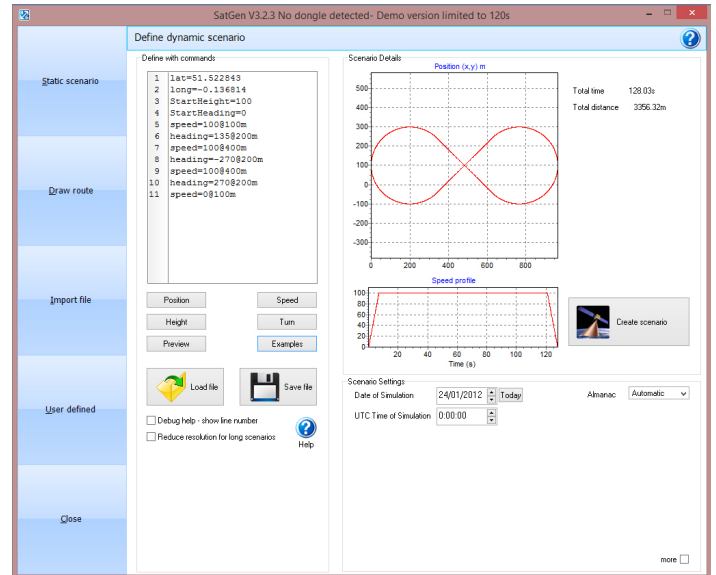 SatGen V3.2.3 No dongle detected- Demo version limited to 120s
Define dynamic scenario
Static scenario
Draw route
Import file
User defined
Close
Define with commands
1 lat=51.522843
2 long=-0.136814
3 StartHeight=100
4 StartHeading=0
5 speed=100@100m
6 heading=135@200m
7 speed=100@400m
8 heading=-270@200m
9 speed=100@400m
10 heading=270@200m
11 speed=0@100m
Position Speed
Height Turn
Preview Examples
Load file Save file
Debug help - show line number
Reduce resolution for long scenarios
Help
Scenario Details
Position (x,y) m
500
400
300
200
100
0
-100
-200
-300
0 200 400 600 800
Total time 128.03s
Total distance 3356.32m
Speed profile
100
80
60
40
20
0
20 40 60 80 100 120
Time (s)
Create scenario
Scenario Settings
Date of Simulation 24/01/2012 Today Almanac Automatic
UTC Time of Simulation 0:00:00
more